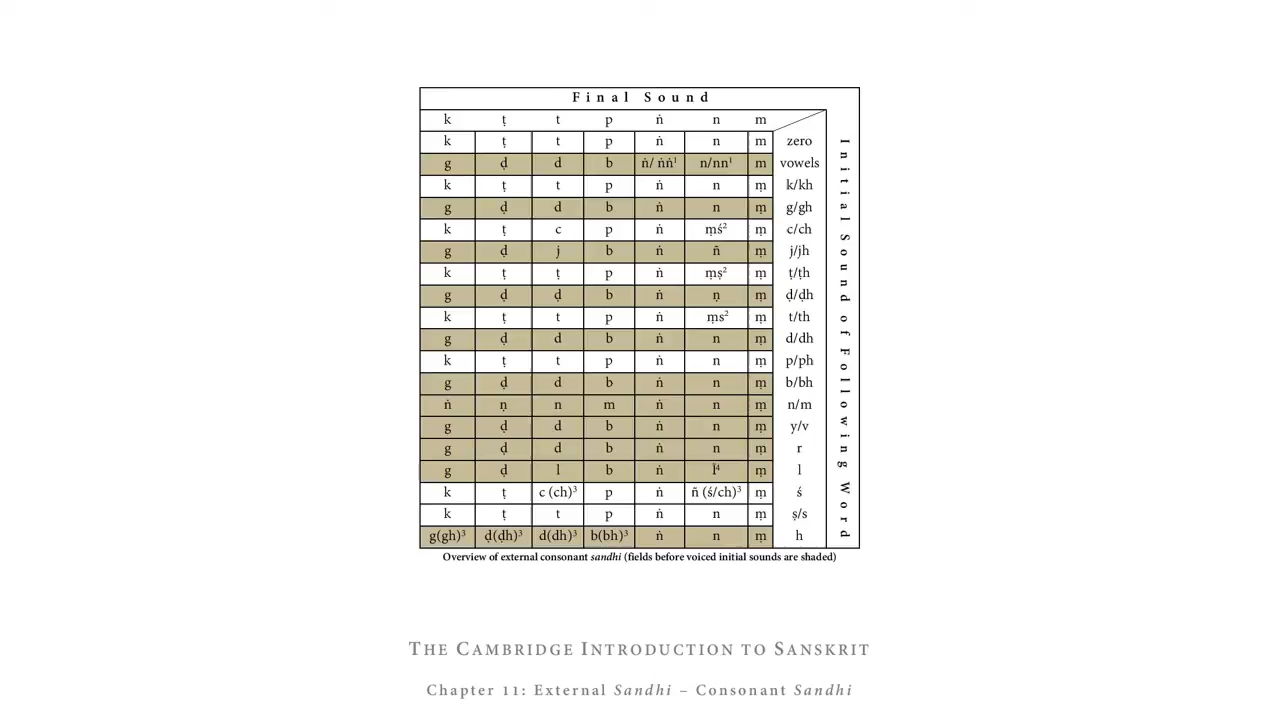 Final Sound
k ṭ t p ṅ n m
k ṭ t p ṅ n m zero
g ḍ d b ṅ/ ṅṅ¹ n/nn¹ m vowels
k ṭ t p ṅ n ṃ k/kh
g ḍ d b ṅ n ṃ g/gh
k ṭ c p ṅ ṃś² ṃ c/ch
g ḍ j b ṅ ñ ṃ j/jh
k ṭ ṭ p ṅ ṃṣ² ṃ ṭ/ṭh
g ḍ ḍ b ṅ ṇ ṃ ḍ/ḍh
k ṭ t p ṅ ṃs² ṃ t/th
g ḍ d b ṅ n ṃ d/dh
k ṭ t p ṅ n ṃ p/ph
g ḍ d b ṅ n ṃ b/bh
ṅ ṇ n m ṅ n ṃ n/m
g ḍ d b ṅ n ṃ y/v
g ḍ d b ṅ n ṃ r
g ḍ l b ṅ l̃⁴ ṃ l
k ṭ c (ch)³ p ṅ ñ (ś/ch)³ ṃ ś
k ṭ t p ṅ n ṃ ṣ/s
g(gh)³ ḍ(ḍh)³ d(dh)³ b(bh)³ ṅ n ṃ h
Initial Sound of Following Word
Overview of external consonant sandhi (fields before voiced initial sounds are shaded)
The Cambridge Introduction to Sanskrit
Chapter 11: External Sandhi – Consonant Sandhi